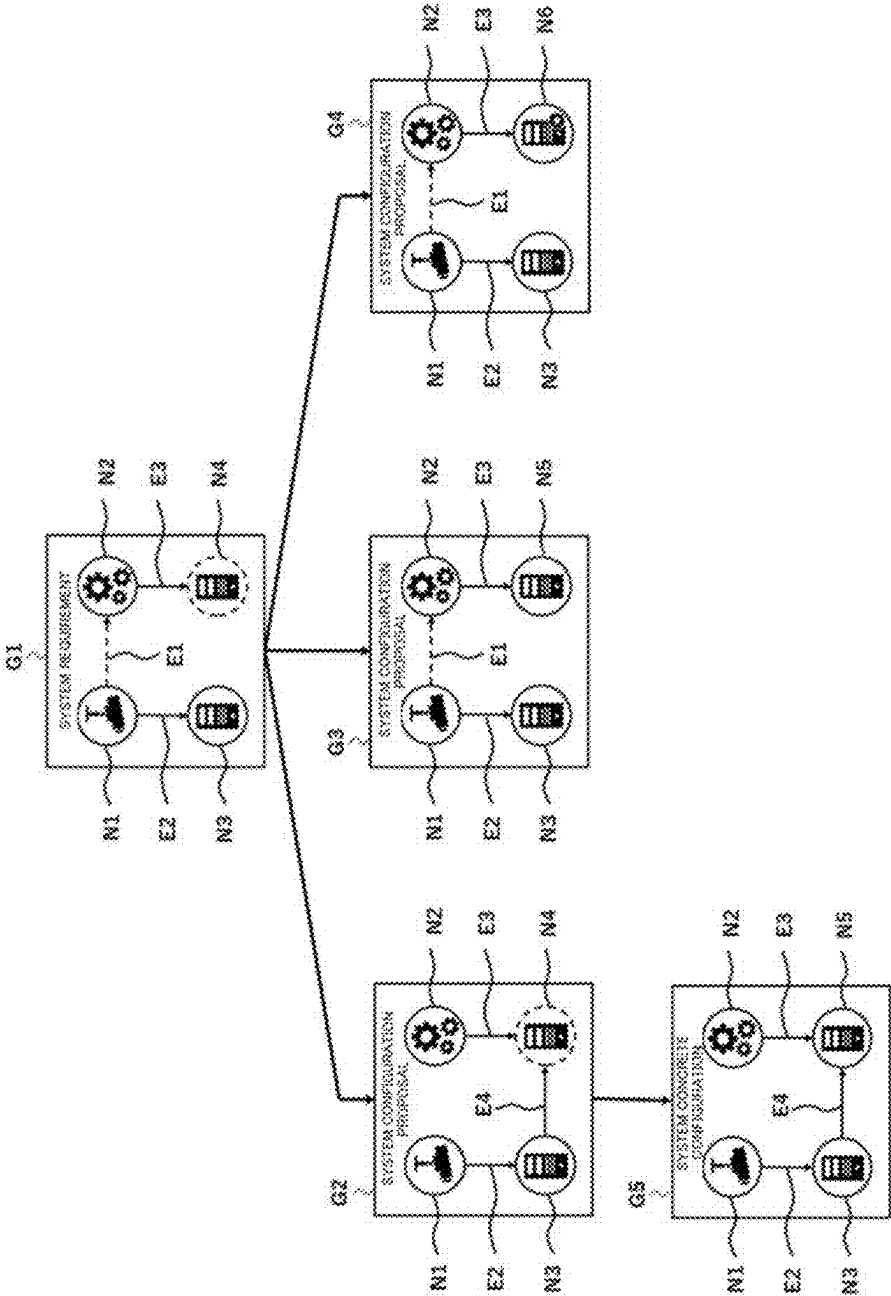 G1
SYSTEM REQUIREMENT
N1
N2
E1
E2
E3
N3
N4
G2
SYSTEM CONFIGURATION
PROPOSAL
N1
N2
E2
E3
E4
N3
N4
G3
SYSTEM CONFIGURATION
PROPOSAL
N1
N2
E1
E2
E3
N3
N5
G4
SYSTEM CONFIGURATION
PROPOSAL
N1
N2
E1
E2
E3
N3
N6
G5
SYSTEM CONCRETE
CONFIGURATION
N1
N2
E2
E3
E4
N3
N5